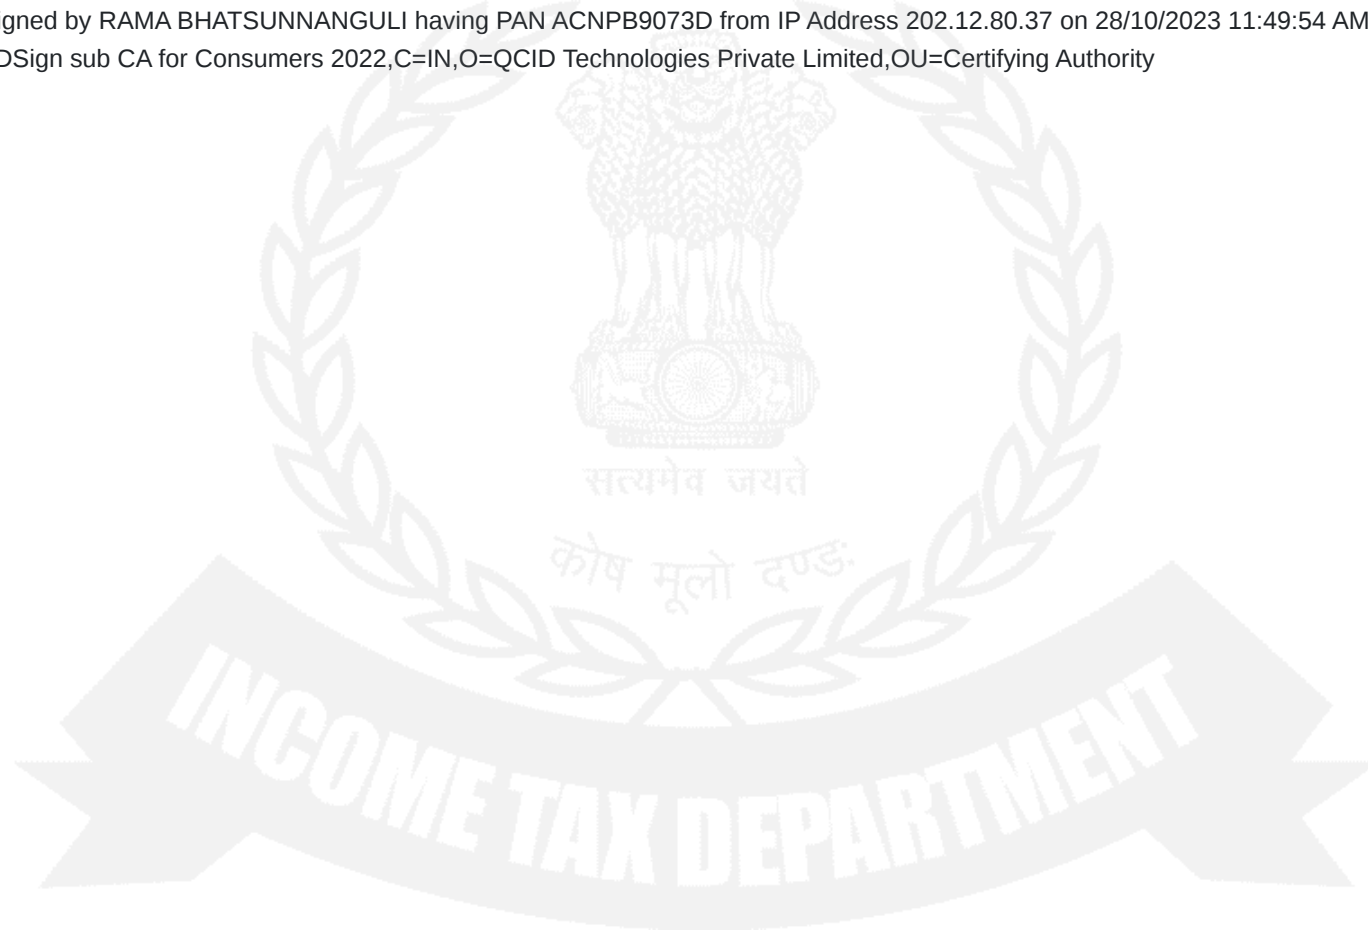 igned by RAMA BHATSUNNANGULI having PAN ACNPB9073D from IP Address 202.12.80.37 on 28/10/2023 11:49:54 AM
DSign sub CA for Consumers 2022,C=IN,O=QCID Technologies Private Limited,OU=Certifying Authority
सत्यमेव जयते
कोष मूलो दण्डः
INCOME TAX DEPARTMENT